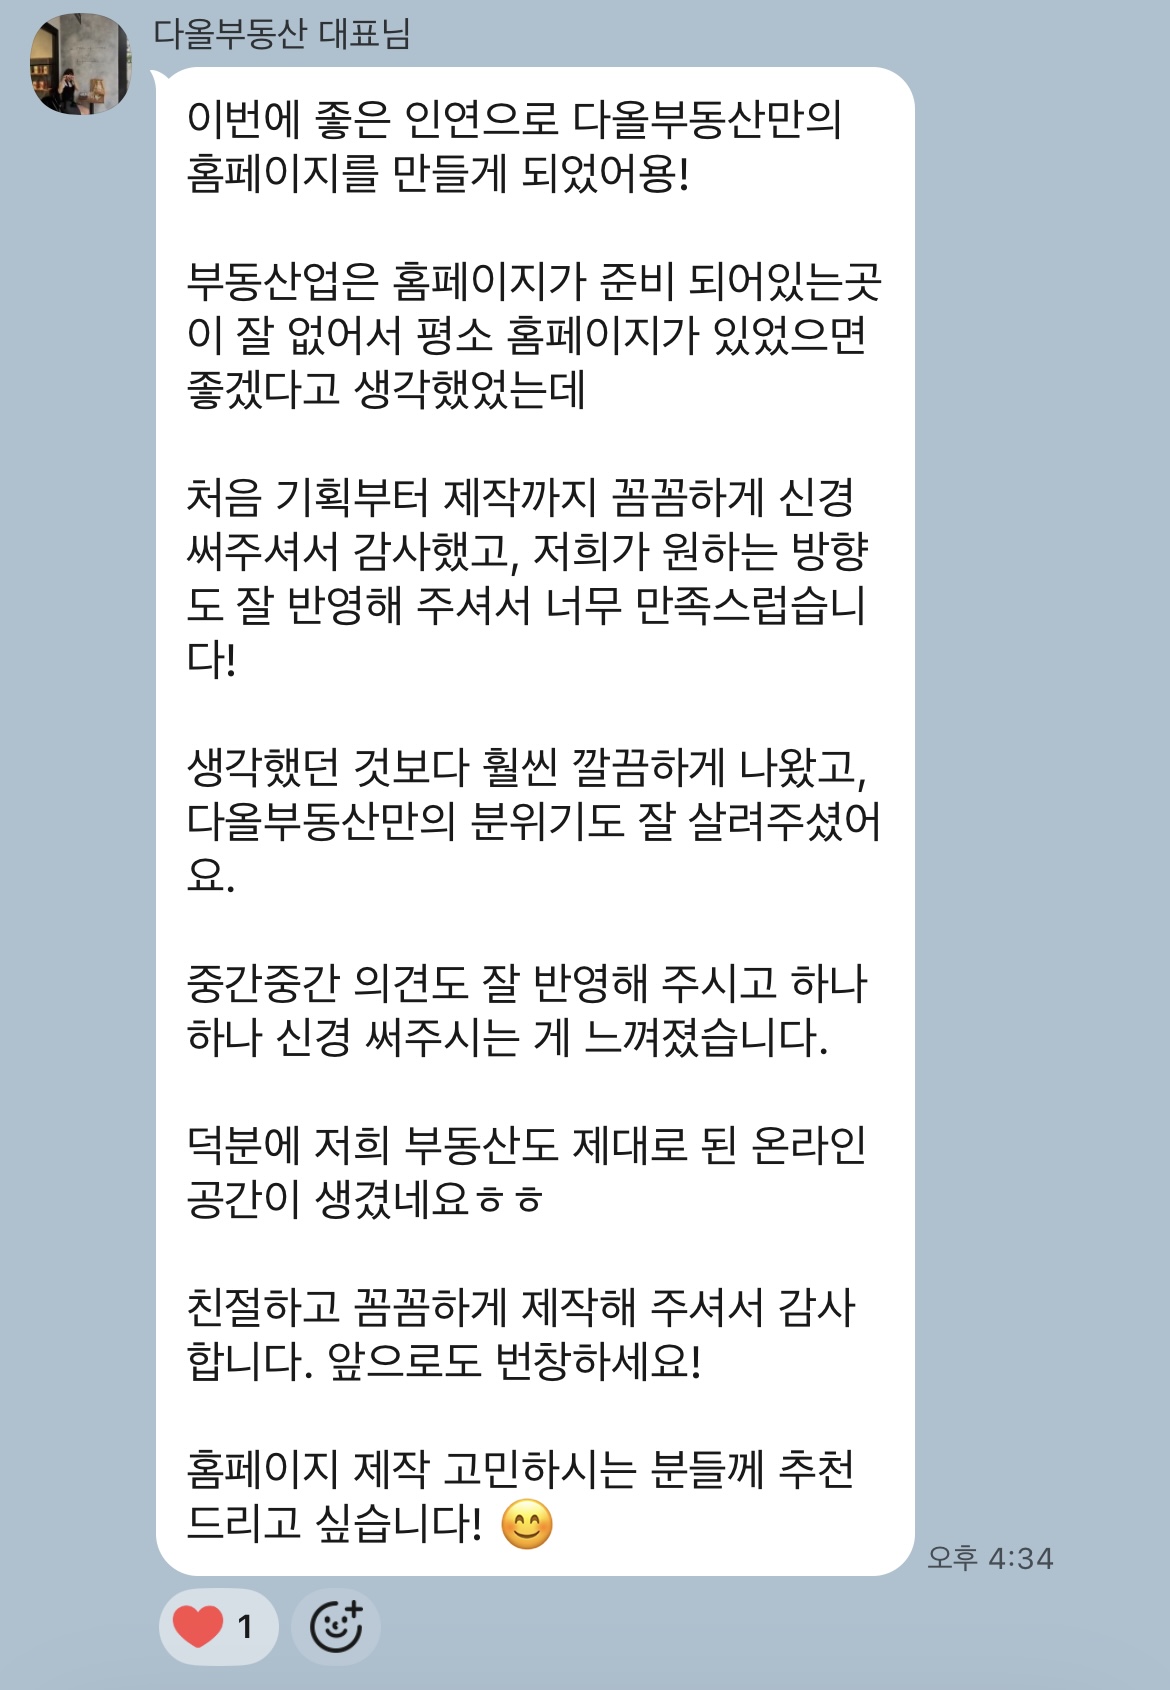 다올부동산 대표님
이번에 좋은 인연으로 다올부동산만의
홈페이지를 만들게 되었어용!
부동산업은 홈페이지가 준비 되어있는곳
이 잘 없어서 평소 홈페이지가 있었으면
좋겠다고 생각했었는데
처음 기획부터 제작까지 꼼꼼하게 신경
써주셔서 감사했고, 저희가 원하는 방향
도 잘 반영해 주셔서 너무 만족스럽습니
다!
생각했던 것보다 훨씬 깔끔하게 나왔고,
다올부동산만의 분위기도 잘 살려주셨어
요.
중간중간 의견도 잘 반영해 주시고 하나
하나 신경 써주시는 게 느껴졌습니다.
덕분에 저희 부동산도 제대로 된 온라인
공간이 생겼네요ㅎㅎ
친절하고 꼼꼼하게 제작해 주셔서 감사
합니다. 앞으로도 번창하세요!
홈페이지 제작 고민하시는 분들께 추천
드리고 싶습니다! 😊
오후 4:34
1